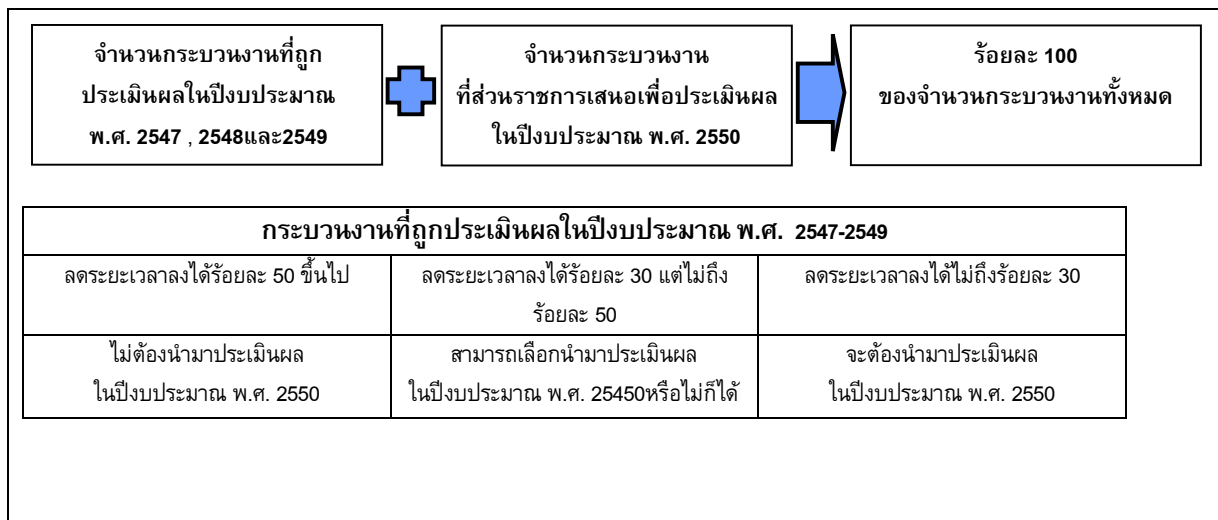 จำนวนกระบวนงานที่ถูก
ประเมินผลในปีงบประมาณ
พ.ศ. 2547 , 2548และ2549
จำนวนกระบวนงาน
ที่ส่วนราชการเสนอเพื่อประเมินผล
ในปีงบประมาณ พ.ศ. 2550
ร้อยละ 100
ของจำนวนกระบวนงานทั้งหมด
กระบวนงานที่ถูกประเมินผลในปีงบประมาณ พ.ศ. 2547-2549
ลดระยะเวลาลงได้ร้อยละ 50 ขึ้นไป
ลดระยะเวลาลงได้ร้อยละ 30 แต่ไม่ถึง
ร้อยละ 50
ลดระยะเวลาลงได้ไม่ถึงร้อยละ 30
ไม่ต้องนำมาประเมินผล
ในปีงบประมาณ พ.ศ. 2550
สามารถเลือกนำมาประเมินผล
ในปีงบประมาณ พ.ศ. 25450หรือไม่ก็ได้
จะต้องนำมาประเมินผล
ในปีงบประมาณ พ.ศ. 2550